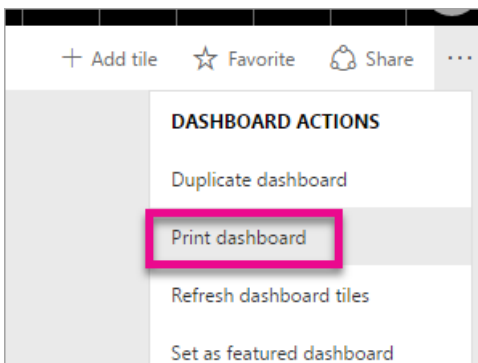 Add tile Favorite Share ...
DASHBOARD ACTIONS
Duplicate dashboard
Print dashboard
Refresh dashboard tiles
Set as featured dashboard